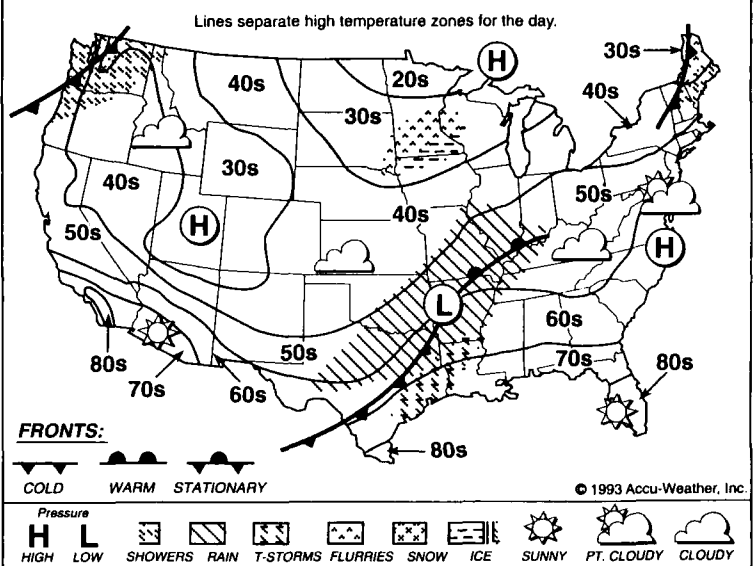 Lines separate high temperature zones for the day.
H
30s
40s
20s
40s
30s
30s
40s
50s
40s
H
50s
H
L
60s
50s
70s
80s
80s
70s
60s
80s
FRONTS:
COLD WARM STATIONARY
© 1993 Accu-Weather, Inc.
Pressure
H L
HIGH LOW SHOWERS RAIN T-STORMS FLURRIES SNOW ICE SUNNY PT. CLOUDY CLOUDY